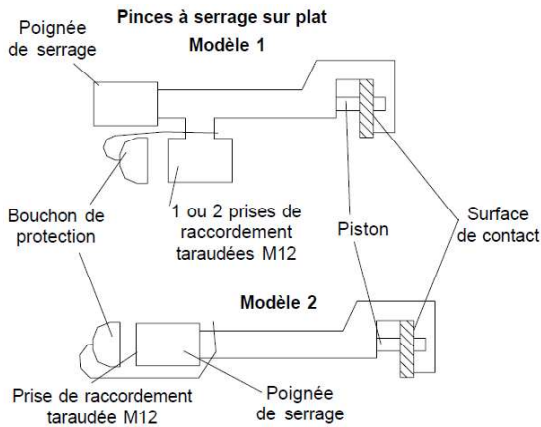 Pinces à serrage sur plat
Modèle 1
Poignée
de serrage
Bouchon de
protection
1 ou 2 prises de
raccordement
taraudées M12
Piston
Surface
de contact
Modèle 2
Prise de raccordement
taraudée M12
Poignée
de serrage